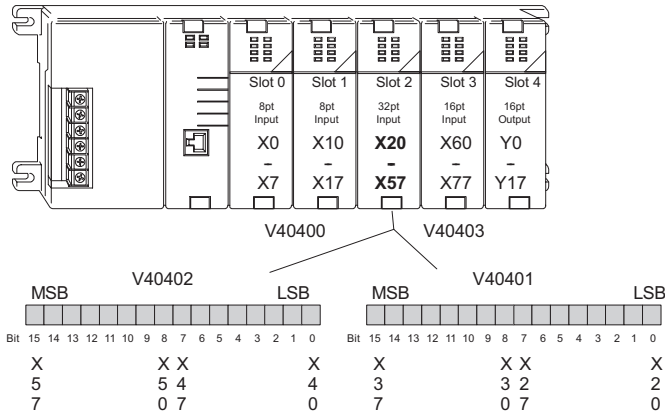 Slot 0 Slot 1 Slot 2 Slot 3 Slot 4
8pt 8pt 32pt 16pt 16pt
Input Input Input Input Output
X0 X10 X20 X60 Y0
- - - - -
X7 X17 X57 X77 Y17
V40400 V40403
V40402 V40401
MSB LSB MSB LSB
Bit 15 14 13 12 11 10 9 8 7 6 5 4 3 2 1 0 15 14 13 12 11 10 9 8 7 6 5 4 3 2 1 0
X X X X X X X X
5 5 4 4 3 3 2 2
7 0 7 0 7 0 7 0